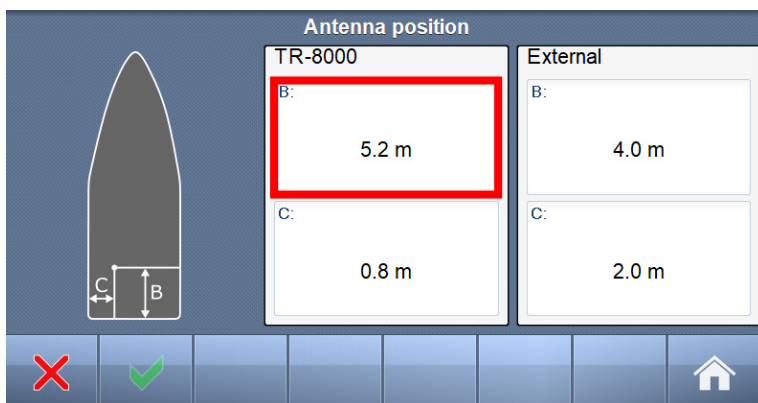 Antenna position
TR-8000
External
B:
5.2 m
B:
4.0 m
C:
0.8 m
C:
2.0 m
C
B